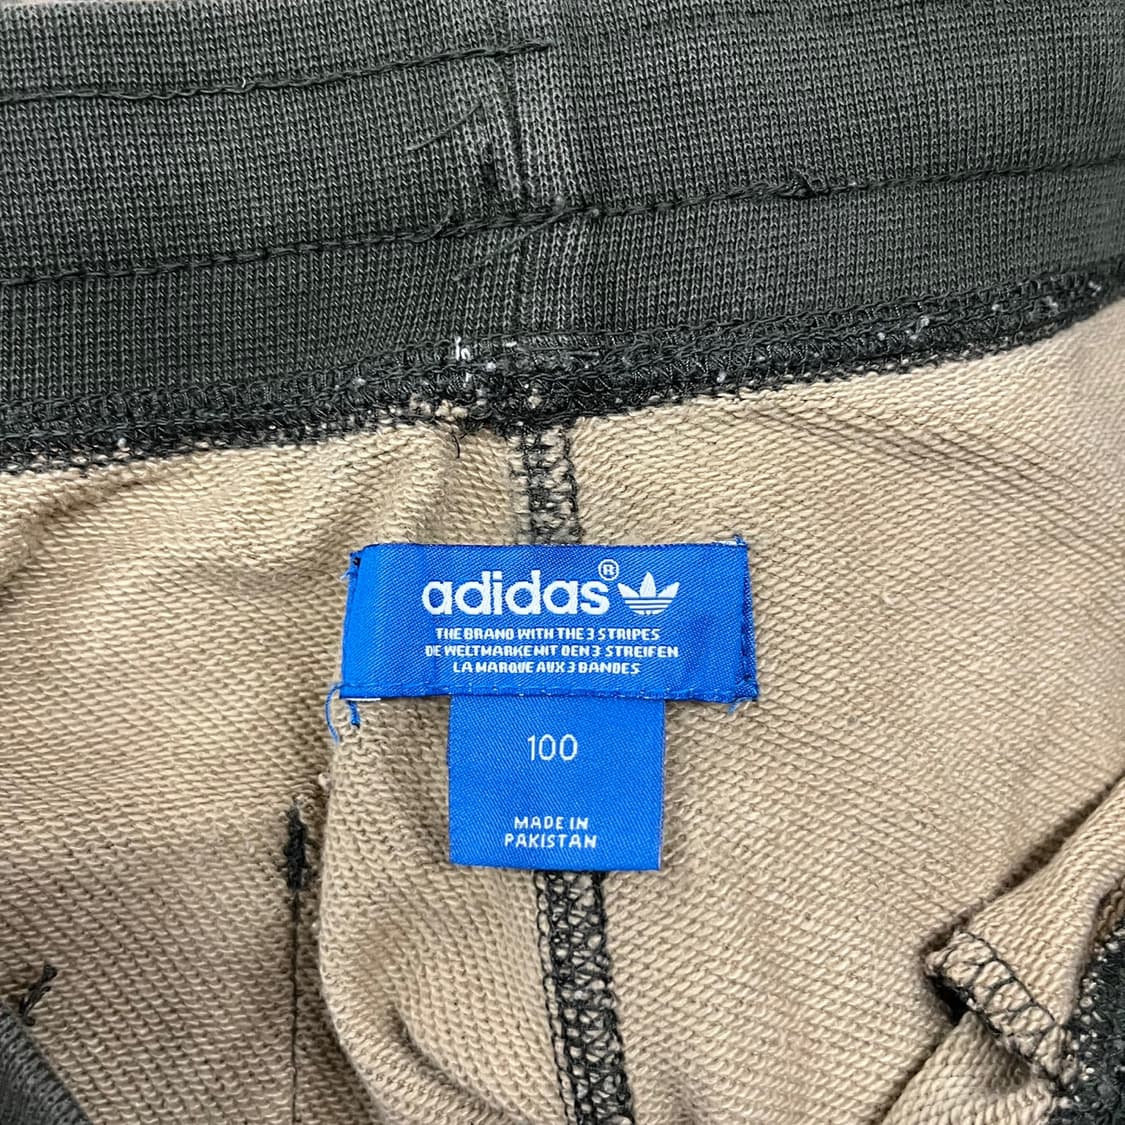 adidas®
THE BRAND WITH THE 3 STRIPES
DE WELTMARKE MIT DEN 3 STREIFEN
LA MARQUE AUX 3 BANDES
100
MADE IN
PAKISTAN